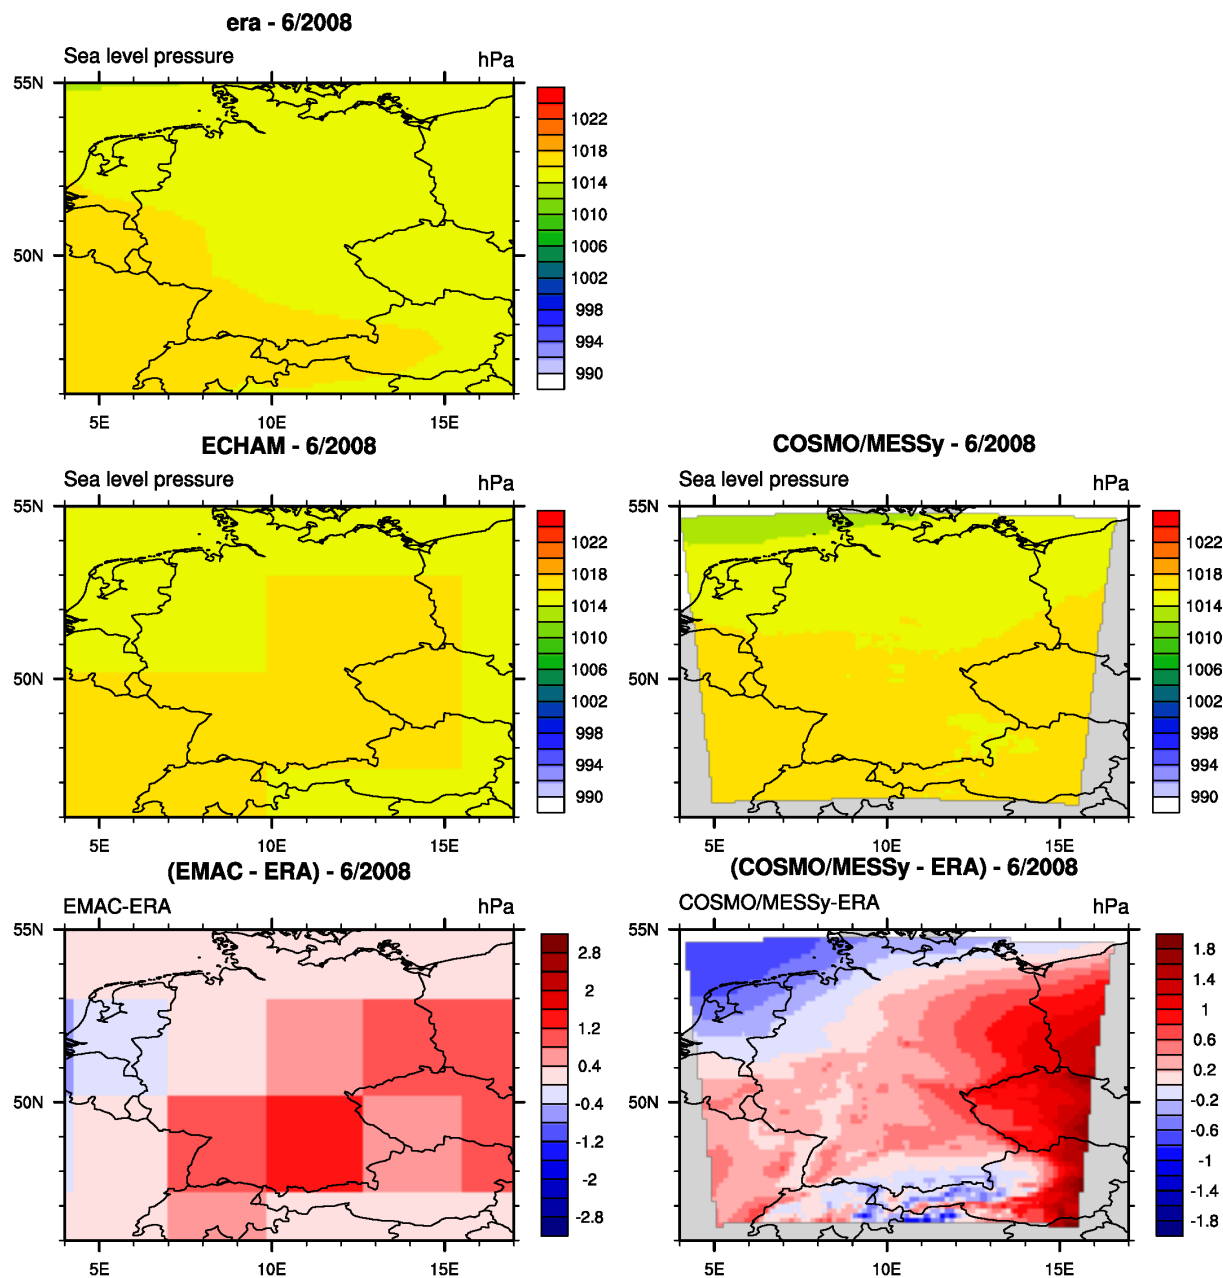 era - 6/2008
Sea level pressure hPa
55N
50N
5E 10E 15E
1022
1018
1014
1010
1006
1002
998
994
990
ECHAM - 6/2008
Sea level pressure hPa
55N
50N
5E 10E 15E
1022
1018
1014
1010
1006
1002
998
994
990
COSMO/MESSy - 6/2008
Sea level pressure hPa
55N
50N
5E 10E 15E
1022
1018
1014
1010
1006
1002
998
994
990
(EMAC - ERA) - 6/2008
EMAC-ERA hPa
55N
50N
5E 10E 15E
2.8
2
1.2
0.4
-0.4
-1.2
-2
-2.8
(COSMO/MESSy - ERA) - 6/2008
COSMO/MESSy-ERA hPa
55N
50N
5E 10E 15E
1.8
1.4
1
0.6
0.2
-0.2
-0.6
-1
-1.4
-1.8